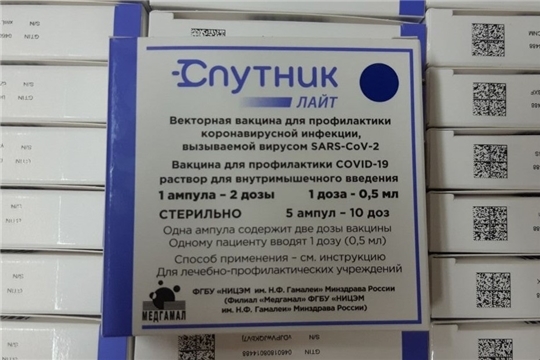 Спутник
ЛАЙТ
Векторная вакцина для профилактики
коронавирусной инфекции,
вызываемой вирусом SARS-CoV-2
Вакцина для профилактики COVID-19
раствор для внутримышечного введения
1 ампула – 2 дозы 1 доза - 0,5 мл
СТЕРИЛЬНО 5 ампул – 10 доз
Одна ампула содержит две дозы вакцины
Одному пациенту вводят 1 дозу (0,5 мл)
Способ применения – см. инструкцию
Для лечебно-профилактических учреждений
ФГБУ «НИЦЭМ им. Н.Ф. Гамалеи» Минздрава России
(Филиал «Медгамал» ФГБУ «НИЦЭМ
им. Н.Ф. Гамалеи» Минздрава России)
МЕДГАМАЛ